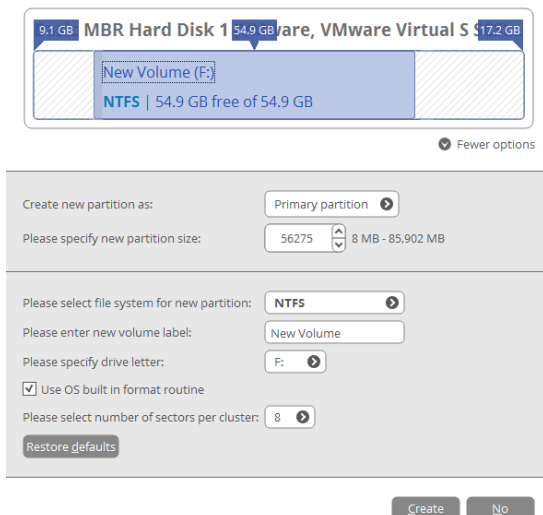 MBR Hard Disk 1 ware, VMware Virtual S S
9.1 GB 54.9 GB 17.2 GB
New Volume (F:)
NTFS | 54.9 GB free of 54.9 GB
Fewer options
Create new partition as: Primary partition
Please specify new partition size: 56275 8 MB - 85,902 MB
Please select file system for new partition: NTFS
Please enter new volume label: New Volume
Please specify drive letter: F:
Use OS built in format routine
Please select number of sectors per cluster: 8
Restore defaults
Create No